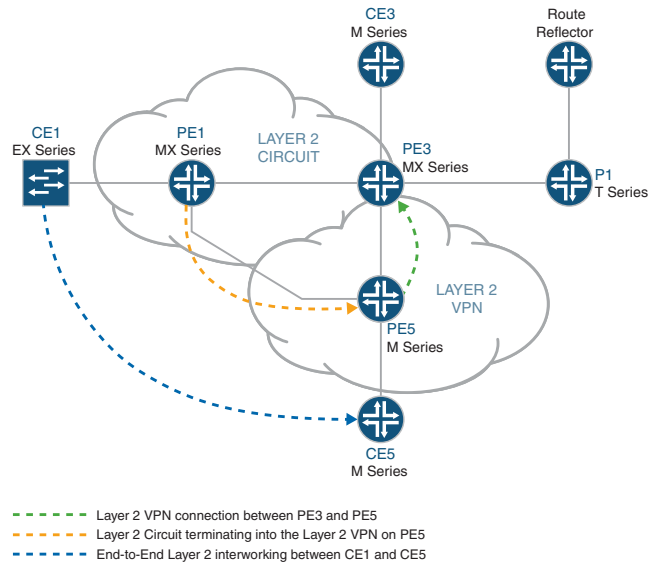 CE3
M Series
Route
Reflector
CE1
EX Series
PE1
MX Series
LAYER 2
CIRCUIT
PE3
MX Series
P1
T Series
LAYER 2
VPN
PE5
M Series
CE5
M Series
Layer 2 VPN connection between PE3 and PE5
Layer 2 Circuit terminating into the Layer 2 VPN on PE5
End-to-End Layer 2 interworking between CE1 and CE5